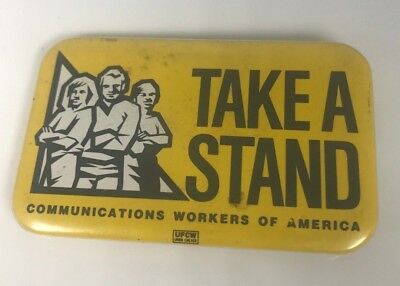 TAKE A
STAND
COMMUNICATIONS WORKERS OF AMERICA
UFCW